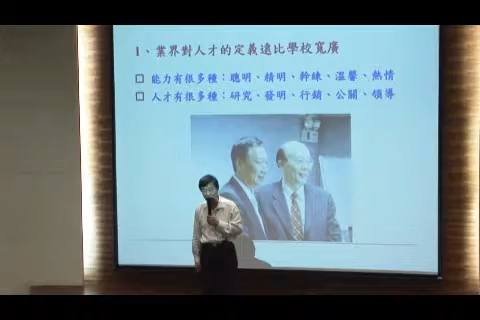 1、業界對人才的定義遠比學校寬廣
□ 能力有很多種：聰明、精明、幹練、溫馨、熱情
□ 人才有很多種：研究、發明、行銷、公關、領導